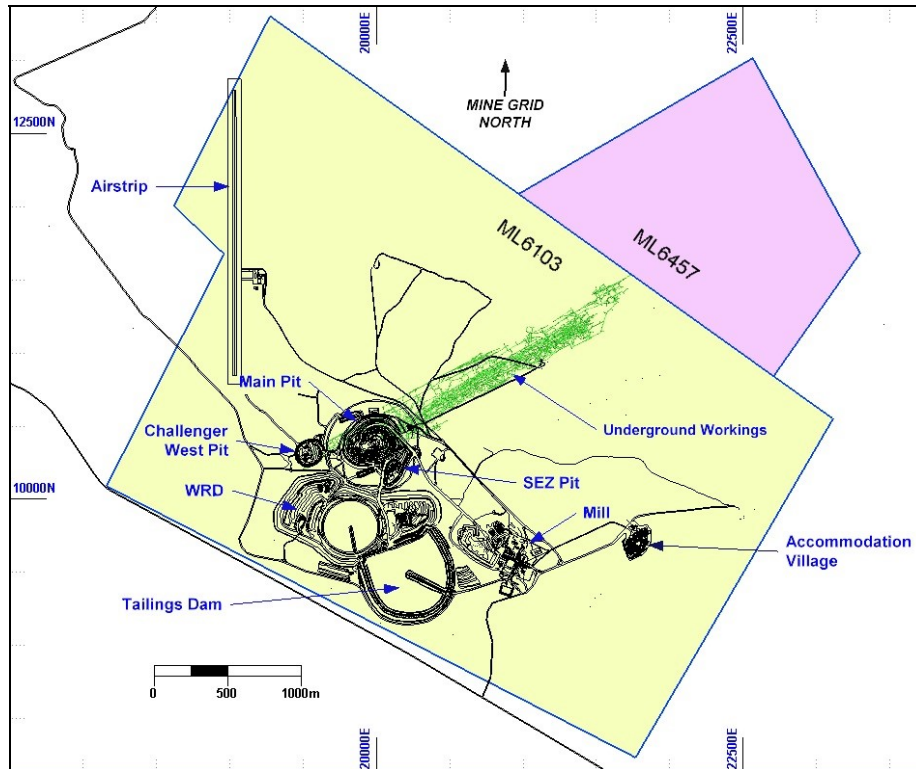 20000E
22500E
MINE GRID
NORTH
12500N
Airstrip
ML6103
ML6457
Main Pit
Challenger
West Pit
Underground Workings
SEZ Pit
WRD
10000N
Mill
Accommodation
Village
Tailings Dam
0 500 1000m
20000E
22500E